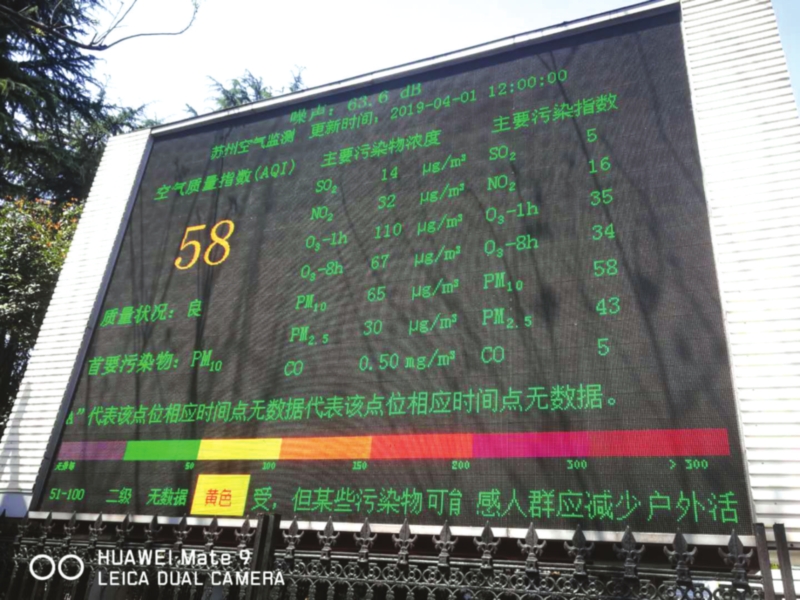 噪声: 63.6 dB
苏州空气监测 更新时间, 2019-04-01 12:00:00
空气质量指数(AQI) 主要污染物浓度 主要污染指数
58
SO₂ 14 μg/m³ SO₂ 5
NO₂ 32 μg/m³ NO₂ 16
O₃-1h 110 μg/m³ O₃-1h 35
O₃-8h 67 μg/m³ O₃-8h 34
质量状况: 良 PM₁₀ 65 μg/m³ PM₁₀ 58
PM₂.₅ 30 μg/m³ PM₂.₅ 43
首要污染物: PM₁₀ CO 0.50 mg/m³ CO 5
A"代表该点位相应时间点无数据代表该点位相应时间点无数据。
50 100 150 200 300 > 300
51-100 二级 无数据 黄色 受, 但某些污染物可 感人群应减少户外活
HUAWEI Mate 9
LEICA DUAL CAMERA